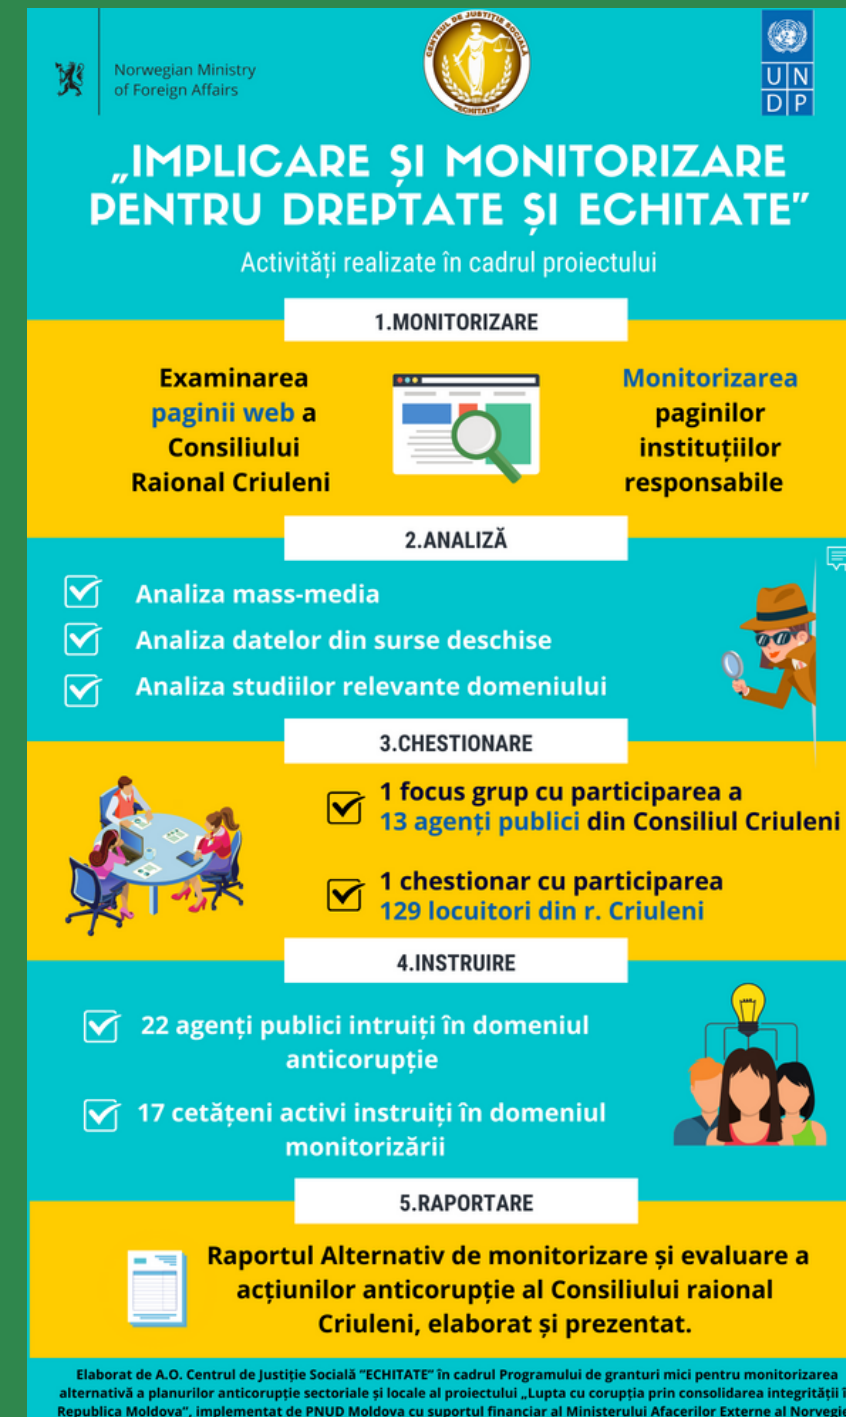 Norwegian Ministry
of Foreign Affairs
CENTRUL DE JUSTIȚIE SOCIALĂ
"ECHITATE"
U N
D P
„IMPLICARE ȘI MONITORIZARE
PENTRU DREPTATE ȘI ECHITATE”
Activități realizate în cadrul proiectului
1.MONITORIZARE
Examinarea
paginii web a
Consiliului
Raional Criuleni
Monitorizarea
paginilor
instituțiilor
responsabile
2.ANALIZĂ
Analiza mass-media
Analiza datelor din surse deschise
Analiza studiilor relevante domeniului
3.CHESTIONARE
1 focus grup cu participarea a
13 agenți publici din Consiliul Criuleni
1 chestionar cu participarea
129 locuitori din r. Criuleni
4.INSTRUIRE
22 agenți publici intruiți în domeniul
anticorupție
17 cetățeni activi instruiți în domeniul
monitorizării
5.RAPORTARE
Raportul Alternativ de monitorizare și evaluare a
acțiunilor anticorupție al Consiliului raional
Criuleni, elaborat și prezentat.
Elaborat de A.O. Centrul de Justiție Socială "ECHITATE" în cadrul Programului de granturi mici pentru monitorizarea
alternativă a planurilor anticorupție sectoriale și locale al proiectului „Lupta cu corupția prin consolidarea integrității î
Republica Moldova”, implementat de PNUD Moldova cu suportul financiar al Ministerului Afacerilor Externe al Norvegie